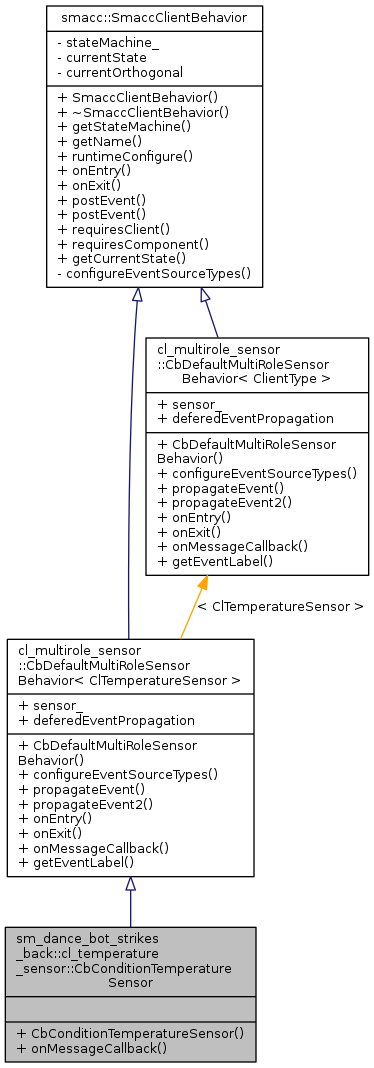 smacc::SmaccClientBehavior
- stateMachine_
- currentState
- currentOrthogonal
+ SmaccClientBehavior()
+ ~SmaccClientBehavior()
+ getStateMachine()
+ getName()
+ runtimeConfigure()
+ onEntry()
+ onExit()
+ postEvent()
+ postEvent()
+ requiresClient()
+ requiresComponent()
+ getCurrentState()
- configureEventSourceTypes()
cl_multirole_sensor
::CbDefaultMultiRoleSensor
Behavior< ClientType >
+ sensor_
+ deferedEventPropagation
+ CbDefaultMultiRoleSensor
Behavior()
+ configureEventSourceTypes()
+ propagateEvent()
+ propagateEvent2()
+ onEntry()
+ onExit()
+ onMessageCallback()
+ getEventLabel()
< ClTemperatureSensor >
cl_multirole_sensor
::CbDefaultMultiRoleSensor
Behavior< ClTemperatureSensor >
+ sensor_
+ deferedEventPropagation
+ CbDefaultMultiRoleSensor
Behavior()
+ configureEventSourceTypes()
+ propagateEvent()
+ propagateEvent2()
+ onEntry()
+ onExit()
+ onMessageCallback()
+ getEventLabel()
sm_dance_bot_strikes
_back::cl_temperature
_sensor::CbConditionTemperature
Sensor
+ CbConditionTemperatureSensor()
+ onMessageCallback()